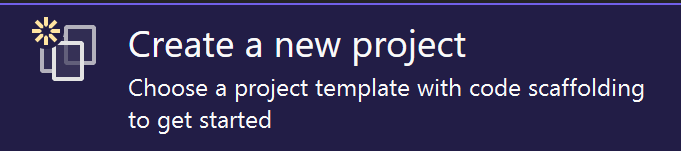 Create a new project
Choose a project template with code scaffolding
to get started